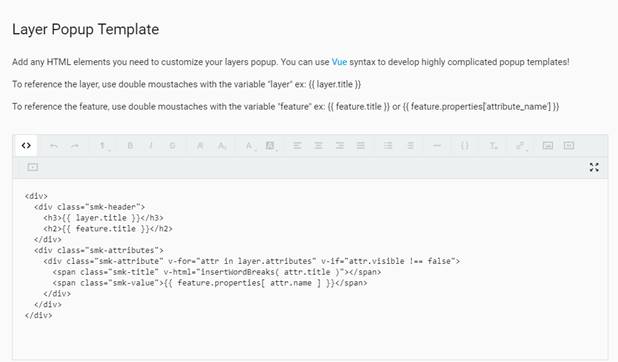 Layer Popup Template
Add any HTML elements you need to customize your layers popup. You can use Vue syntax to develop highly complicated popup templates!
To reference the layer, use double moustaches with the variable "layer" ex: {{ layer.title }}
To reference the feature, use double moustaches with the variable "feature" ex: {{ feature.title }} or {{ feature.properties['attribute_name'] }}
<div>
<div class="smk-header">
<h3>{{ layer.title }}</h3>
<h2>{{ feature.title }}</h2>
</div>
<div class="smk-attributes">
<div class="smk-attribute" v-for="attr in layer.attributes" v-if="attr.visible !== false">
<span class="smk-title" v-html="insertWordBreaks( attr.title )"></span>
<span class="smk-value">{{ feature.properties[ attr.name ] }}</span>
</div>
</div>
</div>